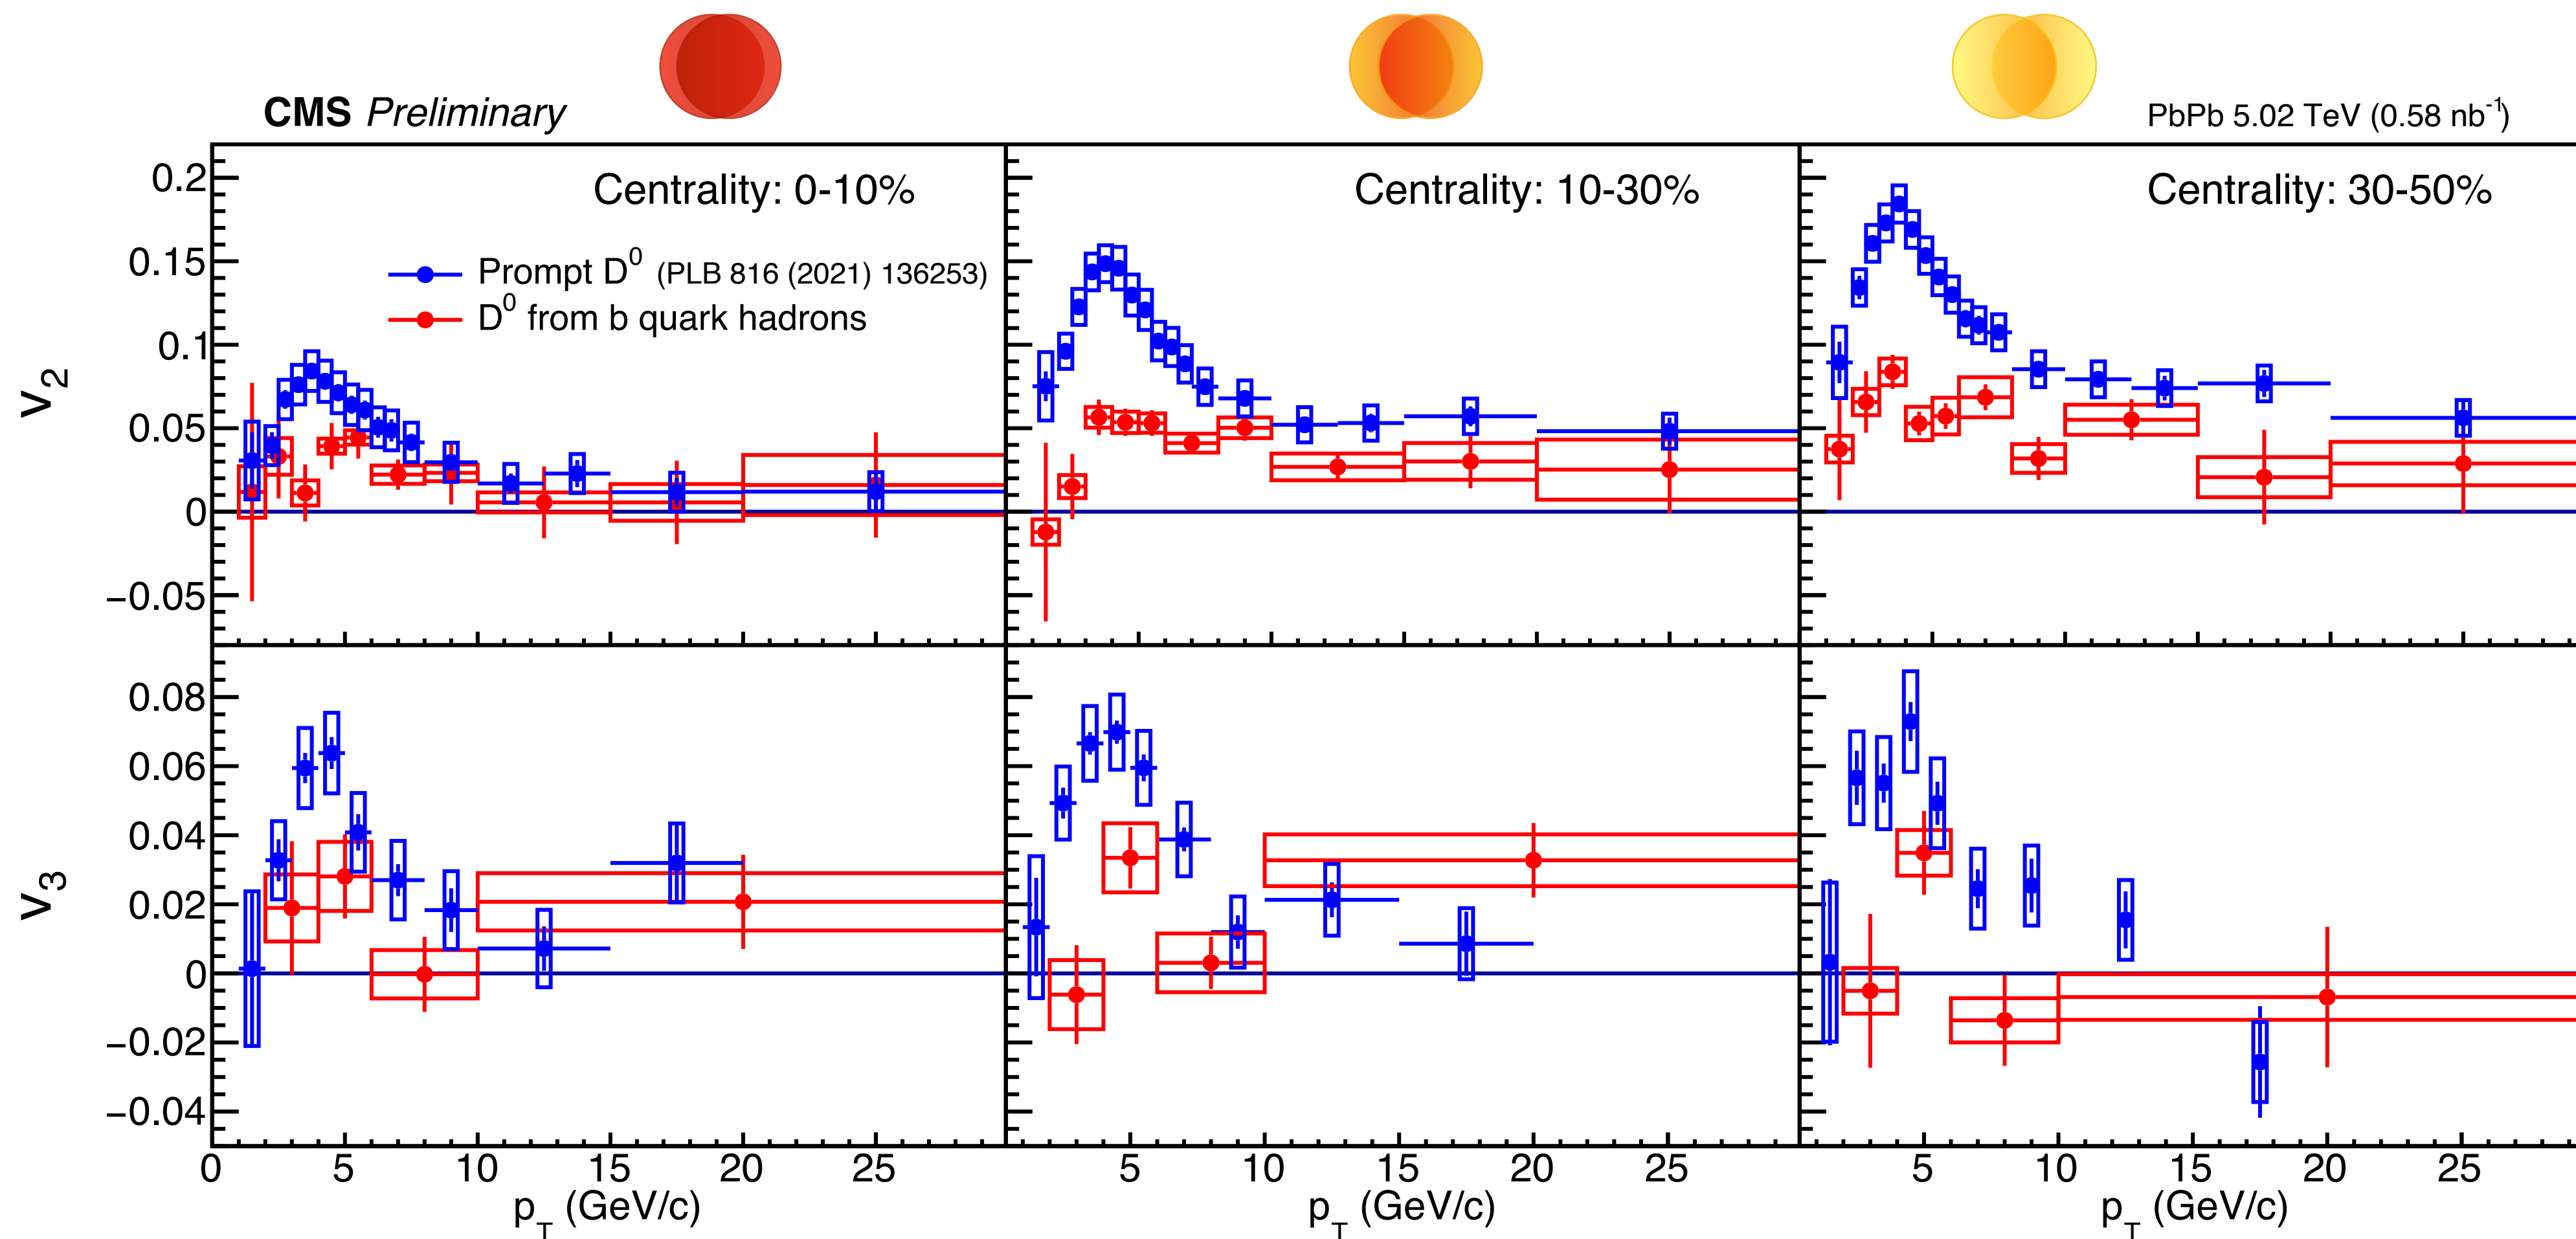 CMS Preliminary
PbPb 5.02 TeV (0.58 nb⁻¹)
Centrality: 0-10%
Centrality: 10-30%
Centrality: 30-50%
Prompt D⁰ (PLB 816 (2021) 136253)
D⁰ from b quark hadrons
v₂
0.2
0.15
0.1
0.05
0
−0.05
v₃
0.08
0.06
0.04
0.02
0
−0.02
−0.04
0 5 10 15 20 25
5 10 15 20 25
5 10 15 20 25
p_T (GeV/c)
p_T (GeV/c)
p_T (GeV/c)